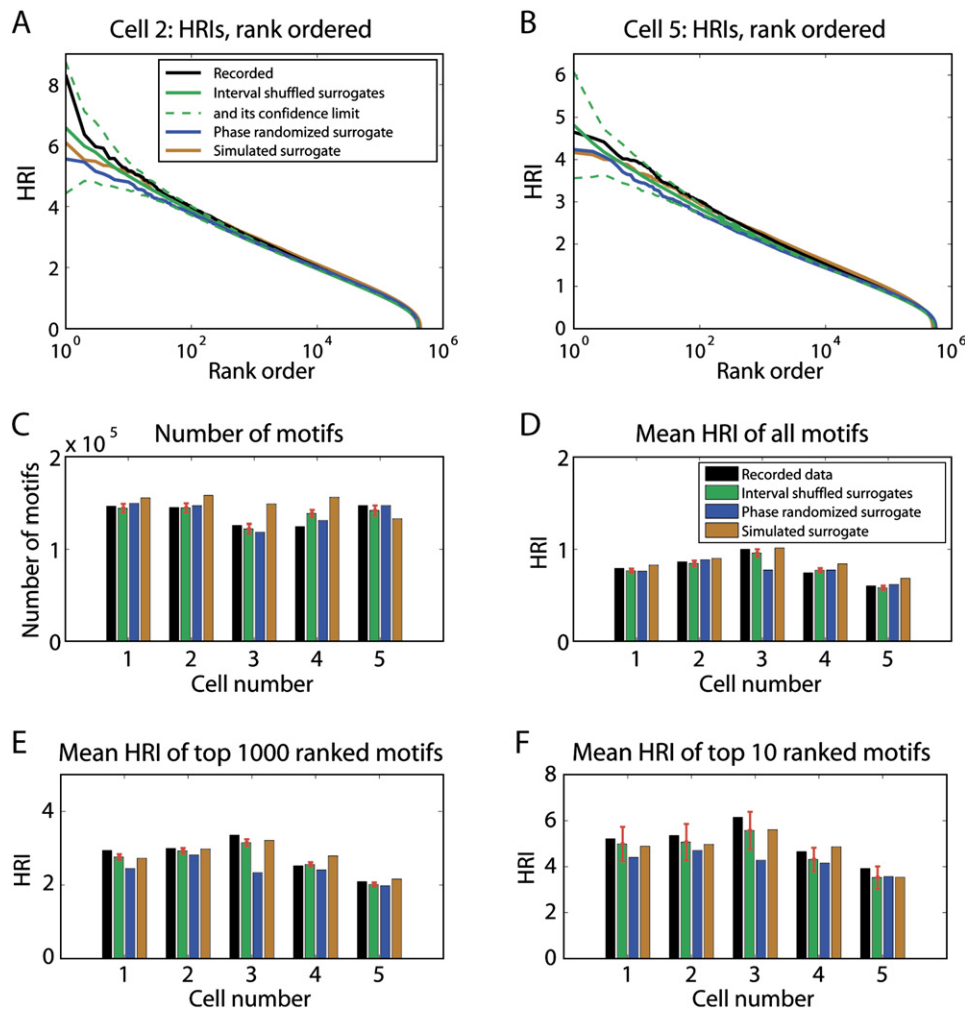 A
Cell 2: HRIs, rank ordered
8
6
4
2
0
HRI
Recorded
Interval shuffled surrogates
and its confidence limit
Phase randomized surrogate
Simulated surrogate
10^0
10^2
10^4
10^6
Rank order
B
Cell 5: HRIs, rank ordered
6
5
4
3
2
1
0
HRI
10^0
10^2
10^4
10^6
Rank order
C
Number of motifs
x 10^5
2
1
0
Number of motifs
1 2 3 4 5
Cell number
D
Mean HRI of all motifs
2
1
0
HRI
Recorded data
Interval shuffled surrogates
Phase randomized surrogate
Simulated surrogate
1 2 3 4 5
Cell number
E
Mean HRI of top 1000 ranked motifs
4
2
0
HRI
1 2 3 4 5
Cell number
F
Mean HRI of top 10 ranked motifs
8
6
4
2
0
HRI
1 2 3 4 5
Cell number